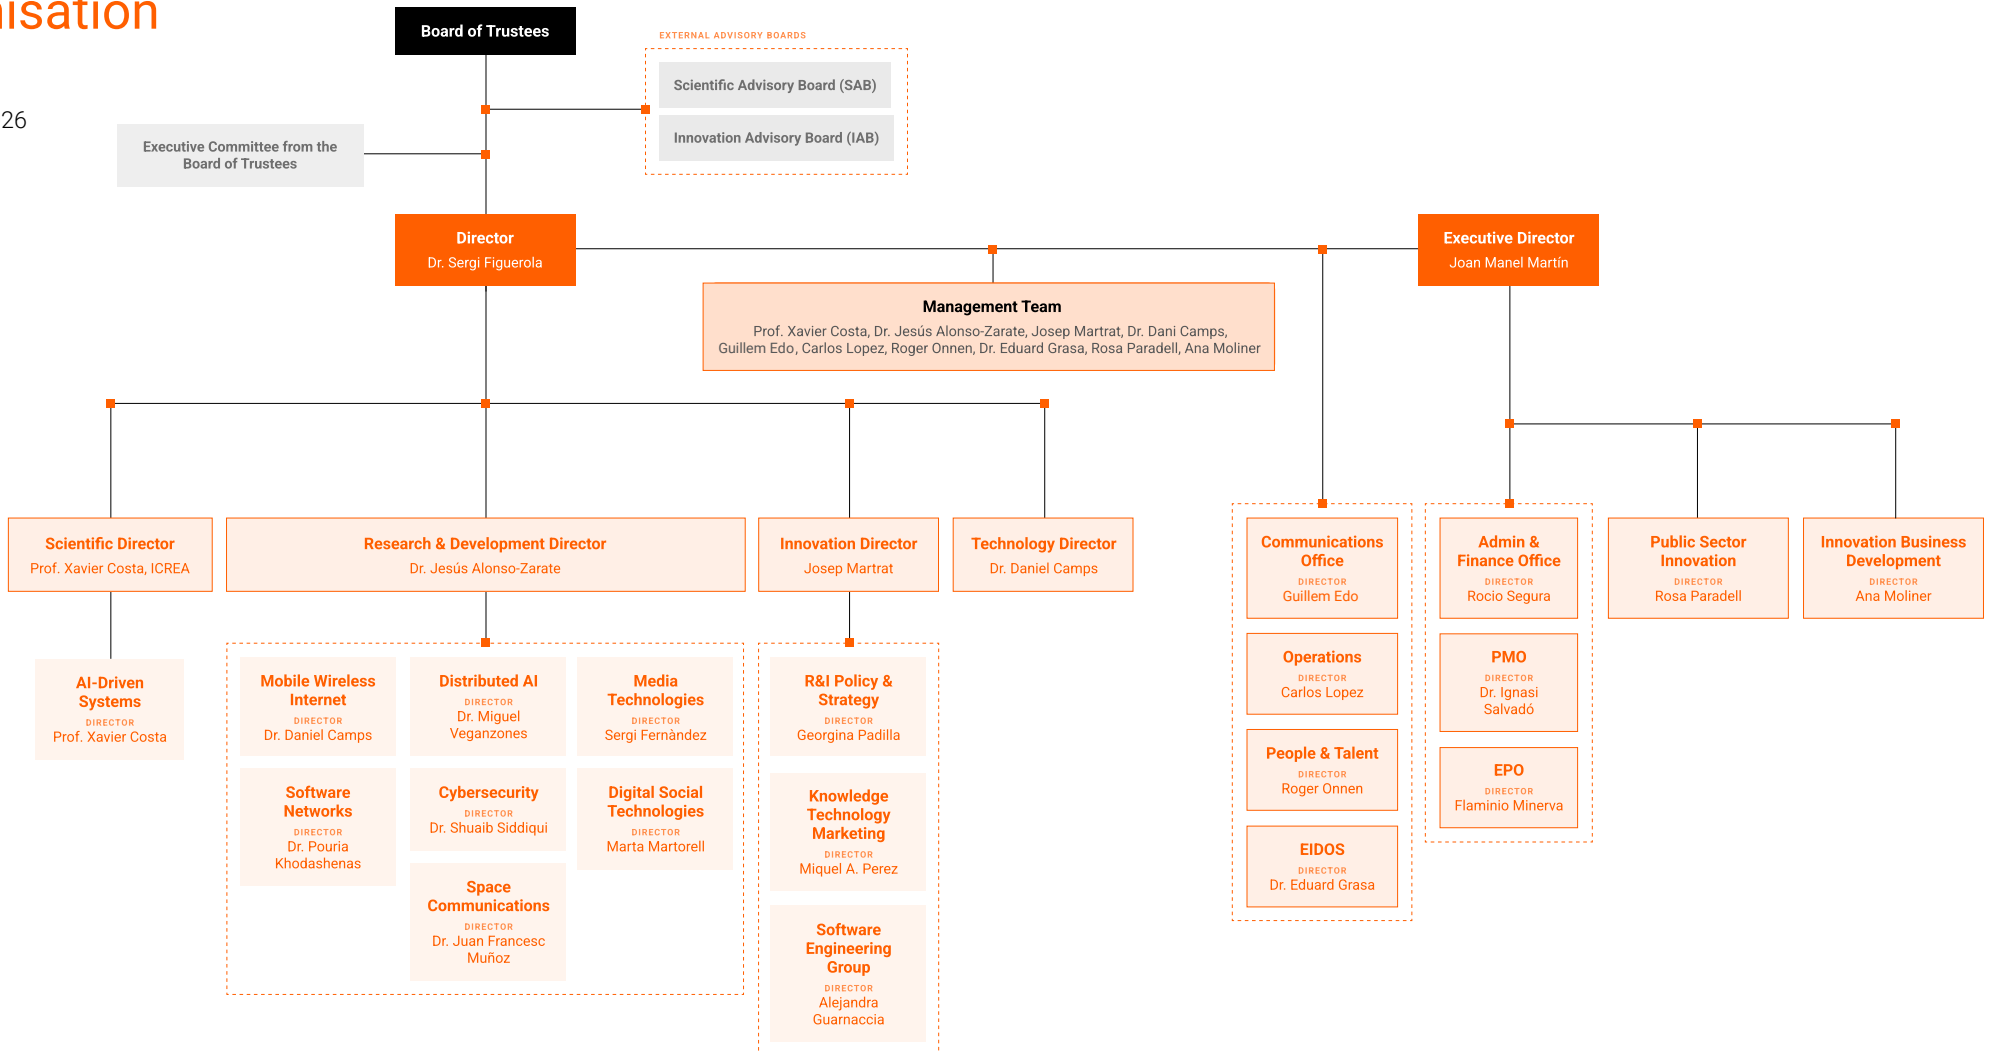 nisation
26
Board of Trustees
EXTERNAL ADVISORY BOARDS
Scientific Advisory Board (SAB)
Innovation Advisory Board (IAB)
Executive Committee from the
Board of Trustees
Director
Dr. Sergi Figuerola
Executive Director
Joan Manel Martín
Management Team
Prof. Xavier Costa, Dr. Jesús Alonso-Zarate, Josep Martrat, Dr. Dani Camps,
Guillem Edo, Carlos Lopez, Roger Onnen, Dr. Eduard Grasa, Rosa Paradell, Ana Moliner
Scientific Director
Prof. Xavier Costa, ICREA
Research & Development Director
Dr. Jesús Alonso-Zarate
Innovation Director
Josep Martrat
Technology Director
Dr. Daniel Camps
Communications
Office
DIRECTOR
Guillem Edo
Admin &
Finance Office
DIRECTOR
Rocio Segura
Public Sector
Innovation
DIRECTOR
Rosa Paradell
Innovation Business
Development
DIRECTOR
Ana Moliner
AI-Driven
Systems
DIRECTOR
Prof. Xavier Costa
Mobile Wireless
Internet
DIRECTOR
Dr. Daniel Camps
Distributed AI
DIRECTOR
Dr. Miguel
Veganzones
Media
Technologies
DIRECTOR
Sergi Fernàndez
Software
Networks
DIRECTOR
Dr. Pouria
Khodashenas
Cybersecurity
DIRECTOR
Dr. Shuaib Siddiqui
Digital Social
Technologies
DIRECTOR
Marta Martorell
Space
Communications
DIRECTOR
Dr. Juan Francesc
Muñoz
R&I Policy &
Strategy
DIRECTOR
Georgina Padilla
Knowledge
Technology
Marketing
DIRECTOR
Miquel A. Perez
Software
Engineering
Group
DIRECTOR
Alejandra
Guarnaccia
Operations
DIRECTOR
Carlos Lopez
People & Talent
DIRECTOR
Roger Onnen
EIDOS
DIRECTOR
Dr. Eduard Grasa
PMO
DIRECTOR
Dr. Ignasi
Salvadó
EPO
DIRECTOR
Flaminio Minerva